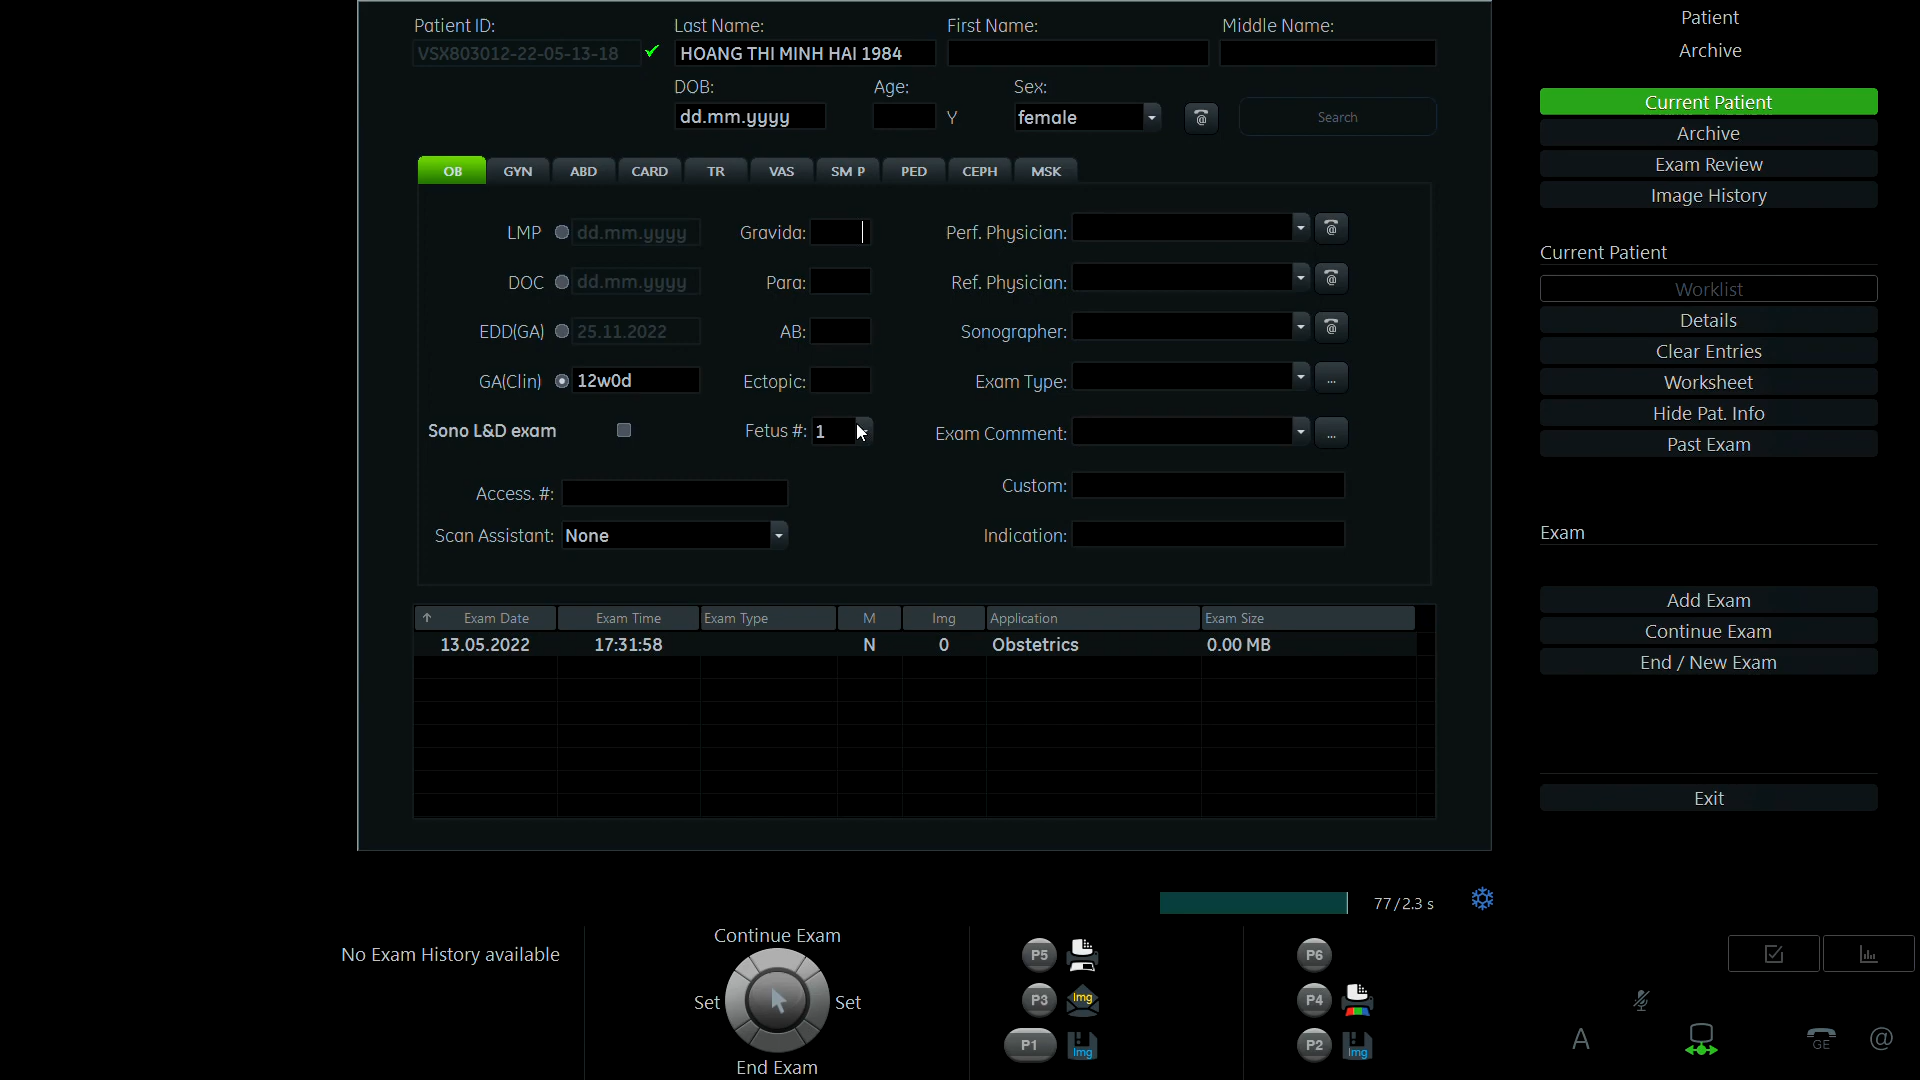 Patient ID: Last Name: First Name: Middle Name:
VSX803012-22-05-13-18 HOANG THI MINH HAI 1984
DOB: Age: Sex:
dd.mm.yyyy Y female @ Search
OB GYN ABD CARD TR VAS SM P PED CEPH MSK
LMP dd.mm.yyyy Gravida: Perf. Physician: @
DOC dd.mm.yyyy Para: Ref. Physician: @
EDD(GA) 25.11.2022 AB: Sonographer: @
GA(Clin) 12w0d Ectopic: Exam Type: ...
Sono L&D exam Fetus #: 1 Exam Comment: ...
Access. #: Custom:
Scan Assistant: None Indication:
Exam Date Exam Time Exam Type M Img Application Exam Size
13.05.2022 17:31:58 N 0 Obstetrics 0.00 MB
Patient
Archive
Current Patient
Archive
Exam Review
Image History
Current Patient
Worklist
Details
Clear Entries
Worksheet
Hide Pat. Info
Past Exam
Exam
Add Exam
Continue Exam
End / New Exam
Exit
77/2.3 s
No Exam History available
Continue Exam
Set Set
End Exam
P5
P3 Img
P1 Img
P6
P4
P2 Img
A GE @